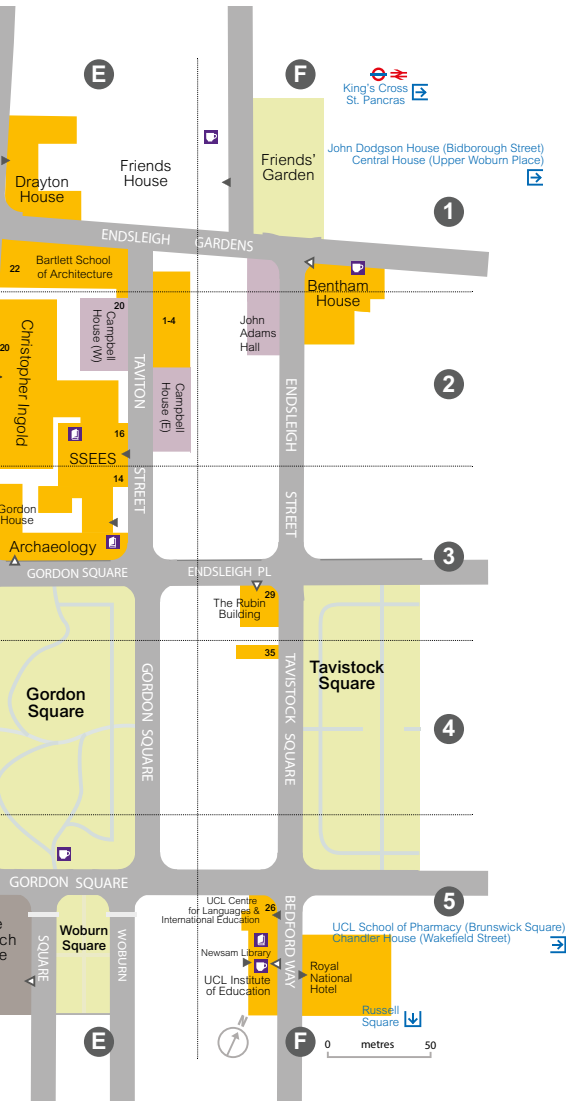 E
F
King's Cross
St. Pancras
John Dodgson House (Bidborough Street)
Central House (Upper Woburn Place)
Friends
House
Friends'
Garden
Drayton
House
1
ENDSLEIGH GARDENS
22
Bartlett School
of Architecture
Bentham
House
20
Campbell
House (W)
1-4
John
Adams
Hall
20
Christopher Ingold
TAVITON
STREET
Campbell
House (E)
ENDSLEIGH
STREET
2
16
SSEES
14
Gordon
House
Archaeology
3
GORDON SQUARE
ENDSLEIGH PL
29
The Rubin
Building
35
Gordon
Square
GORDON SQUARE
TAVISTOCK SQUARE
Tavistock
Square
4
GORDON SQUARE
5
UCL Centre
for Languages &
International Education
26
BEDFORD WAY
UCL School of Pharmacy (Brunswick Square)
Chandler House (Wakefield Street)
Woburn
Square
SQUARE
WOBURN
Newsam Library
UCL Institute
of Education
Royal
National
Hotel
Russell
Square
N
E
F
0 metres 50